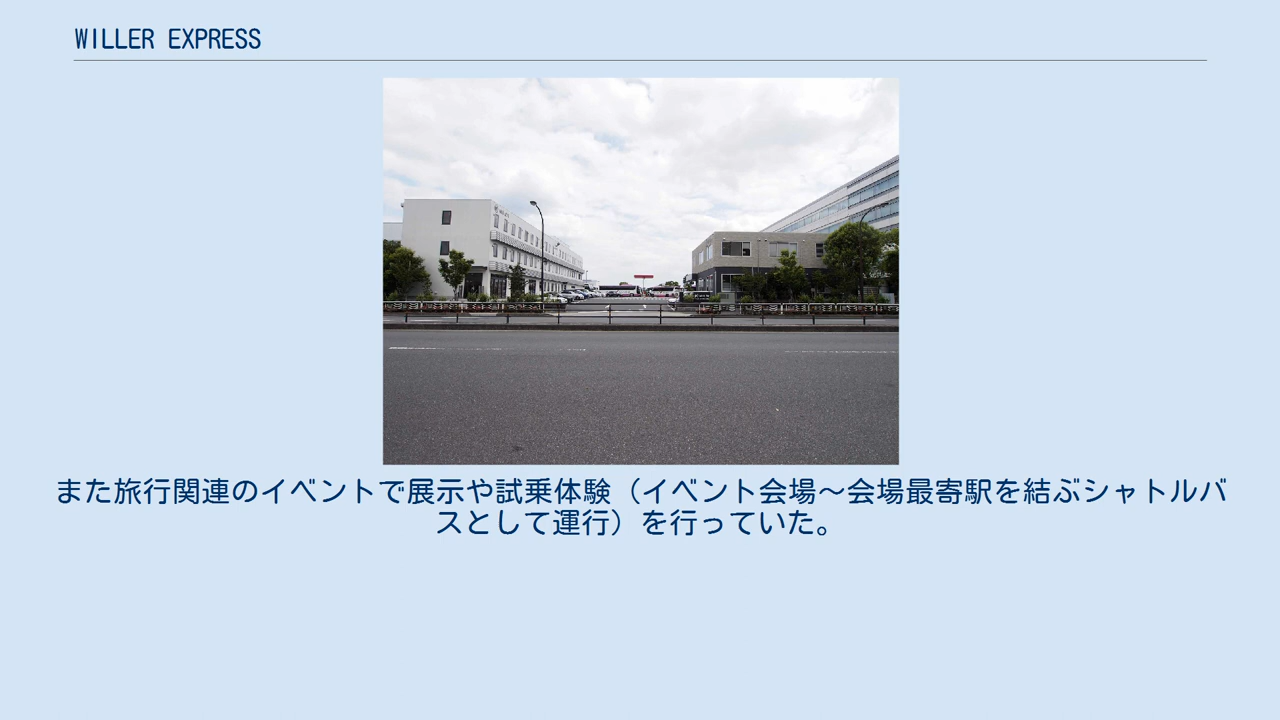 WILLER EXPRESS
また旅行関連のイベントで展示や試乗体験（イベント会場～会場最寄駅を結ぶシャトルバ
スとして運行）を行っていた。